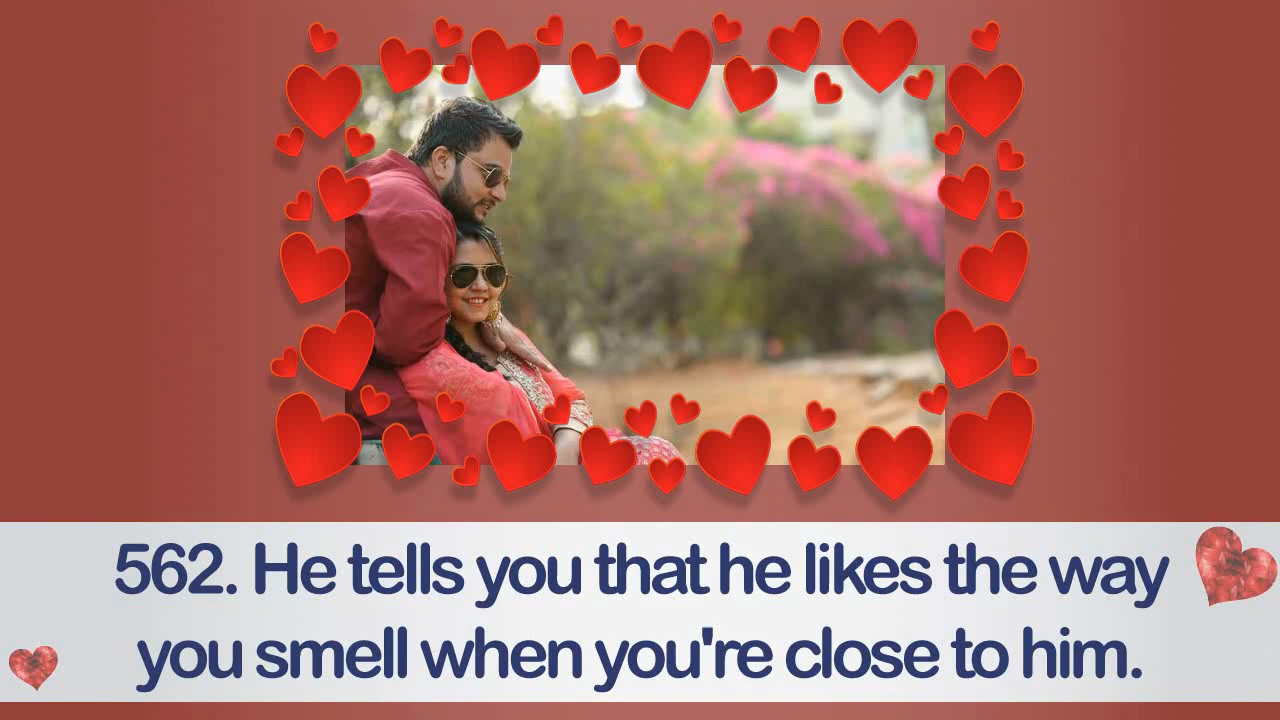 562. He tells you that he likes the way
you smell when you're close to him.